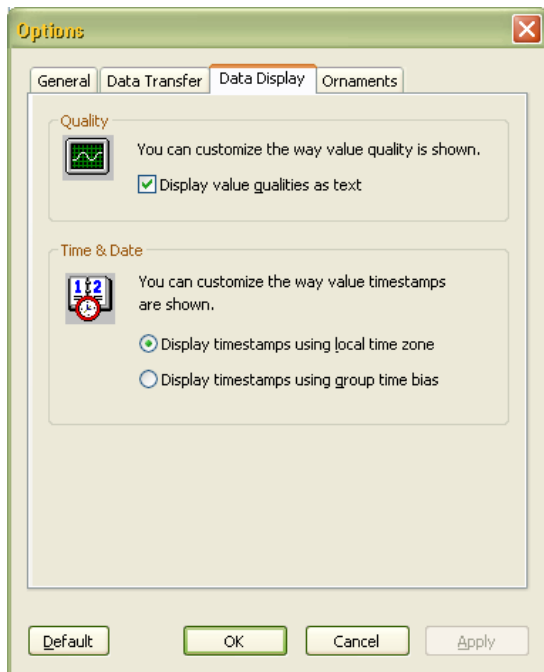 Options
General Data Transfer Data Display Ornaments
Quality
You can customize the way value quality is shown.
Display value qualities as text
Time & Date
1 2
You can customize the way value timestamps
are shown.
Display timestamps using local time zone
Display timestamps using group time bias
Default OK Cancel Apply